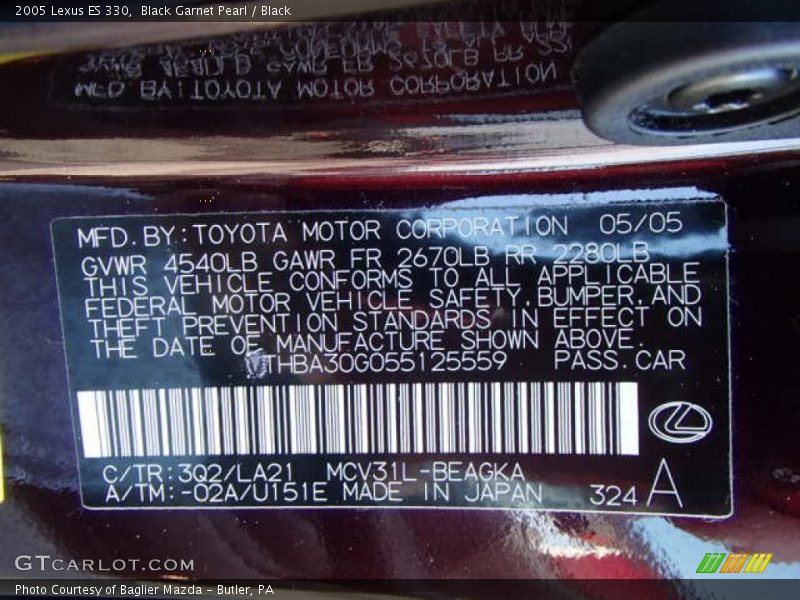 2005 Lexus ES 330, Black Garnet Pearl / Black
MFD. BY: TOYOTA MOTOR CORPORATION
MFD.BY:TOYOTA MOTOR CORPORATION 05/05
GVWR 4540LB GAWR FR 2670LB RR 2280LB
THIS VEHICLE CONFORMS TO ALL APPLICABLE
FEDERAL MOTOR VEHICLE SAFETY,BUMPER,AND
THEFT PREVENTION STANDARDS IN EFFECT ON
THE DATE OF MANUFACTURE SHOWN ABOVE.
THBA30G055125559 PASS.CAR
C/TR:3Q2/LA21 MCV31L-BEAGKA
A/TM:-02A/U151E MADE IN JAPAN 324 A
GTCARLOT.COM
Photo Courtesy of Baglier Mazda - Butler, PA